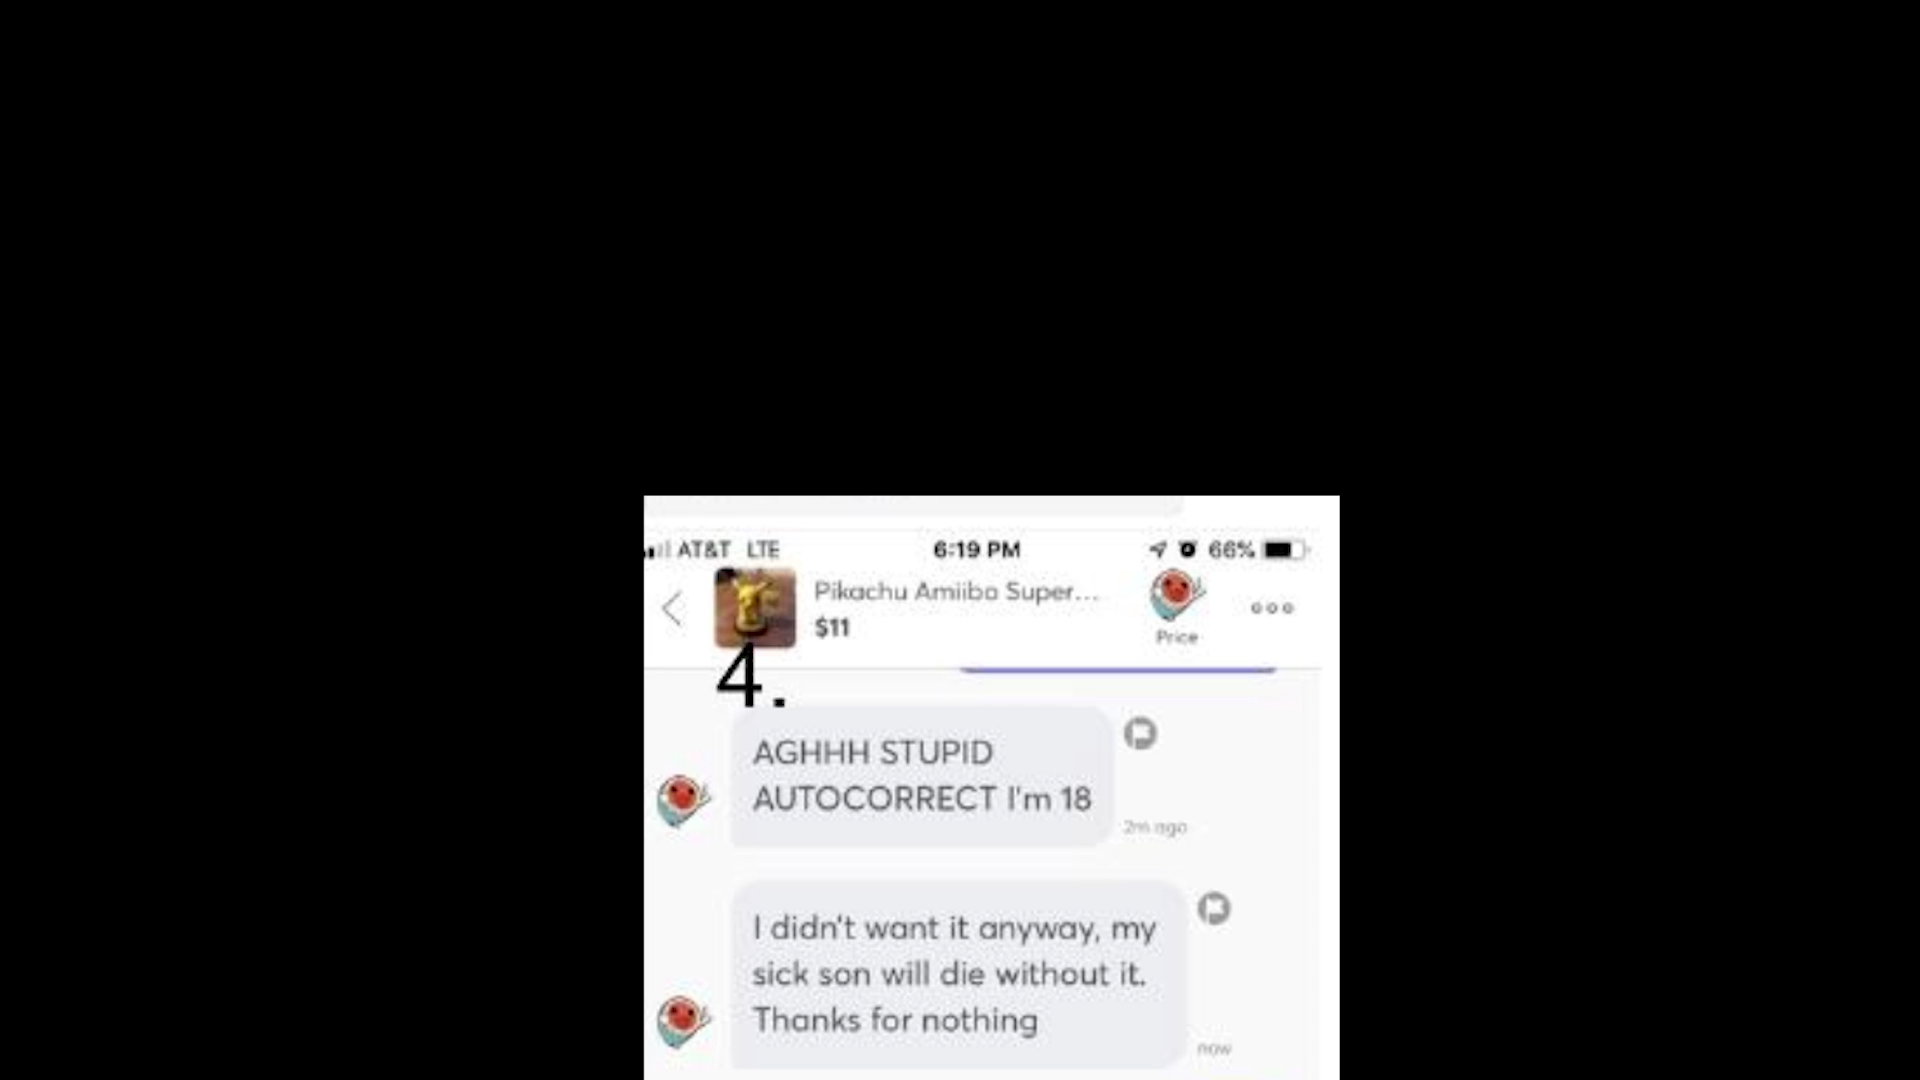 AT&T LTE 6:19 PM 66%
Pikachu Amiibo Super...
$11
Price
4.
AGHHH STUPID
AUTOCORRECT I'm 18
2m ago
I didn't want it anyway, my
sick son will die without it.
Thanks for nothing
now